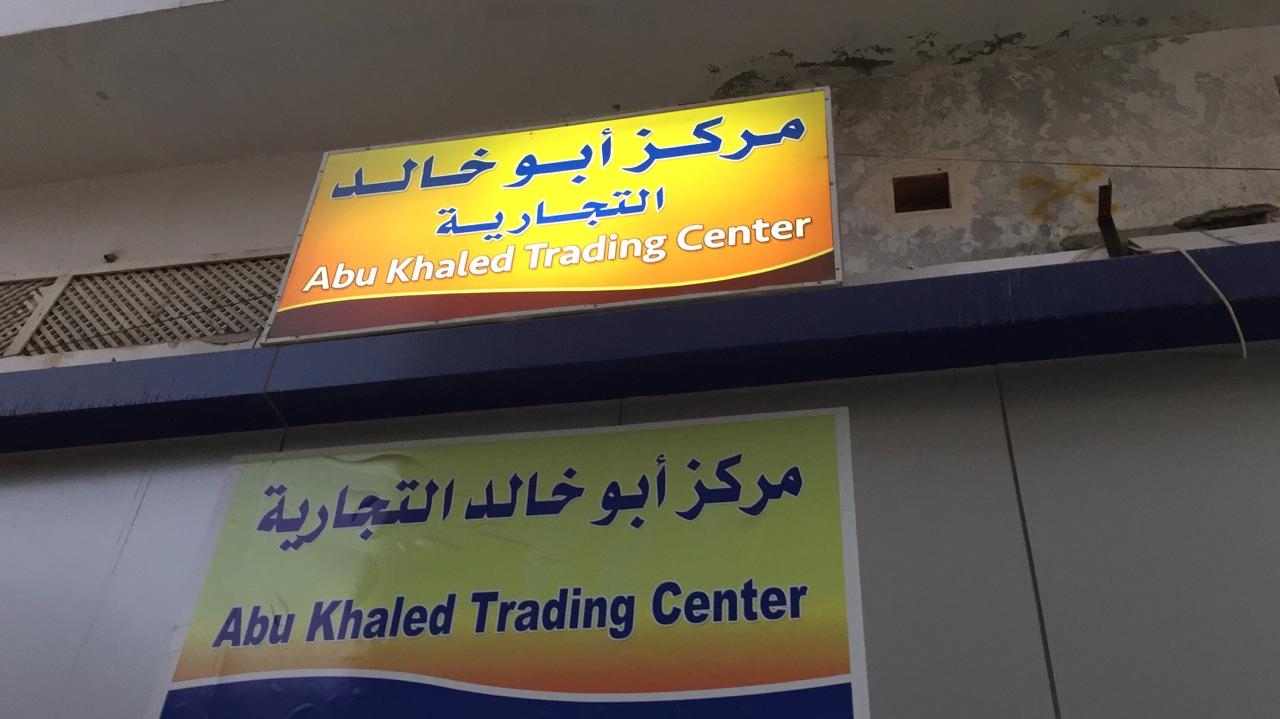 مركز أبو خالد
التجارية
Abu Khaled Trading Center
مركز أبو خالد التجارية
Abu Khaled Trading Center